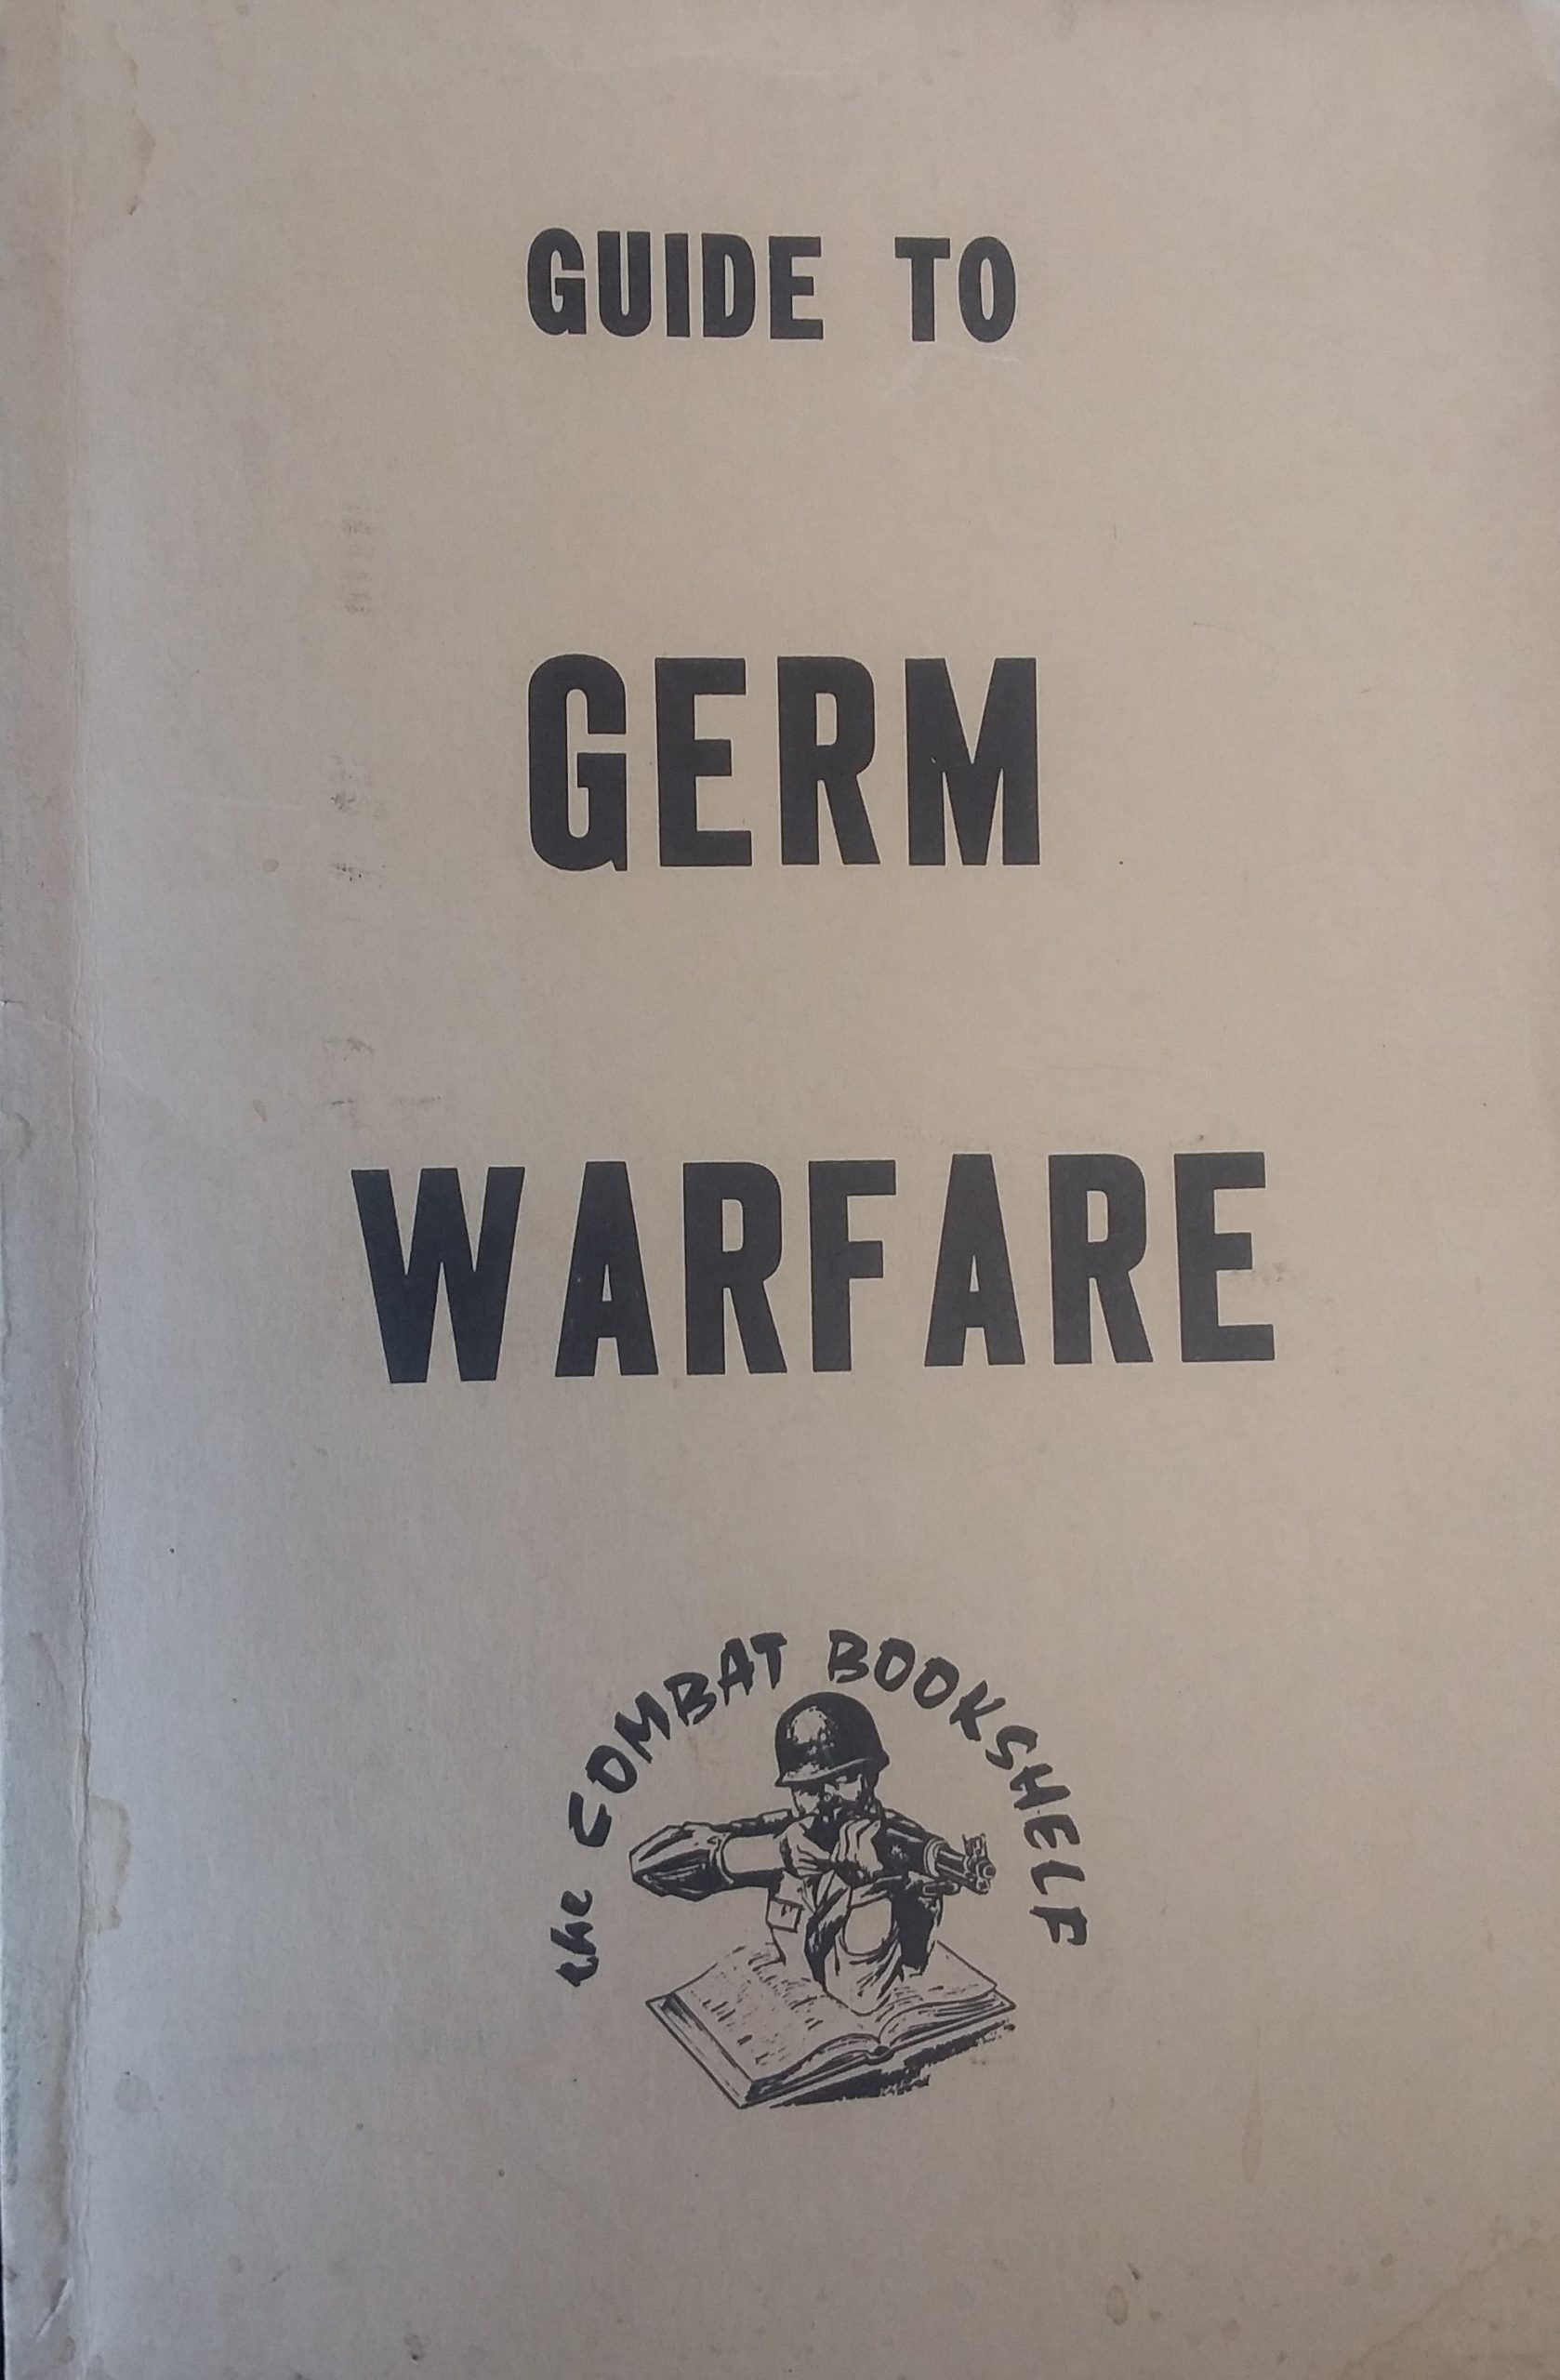 GUIDE TO
GERM
WARFARE
the COMBAT BOOKSHELF